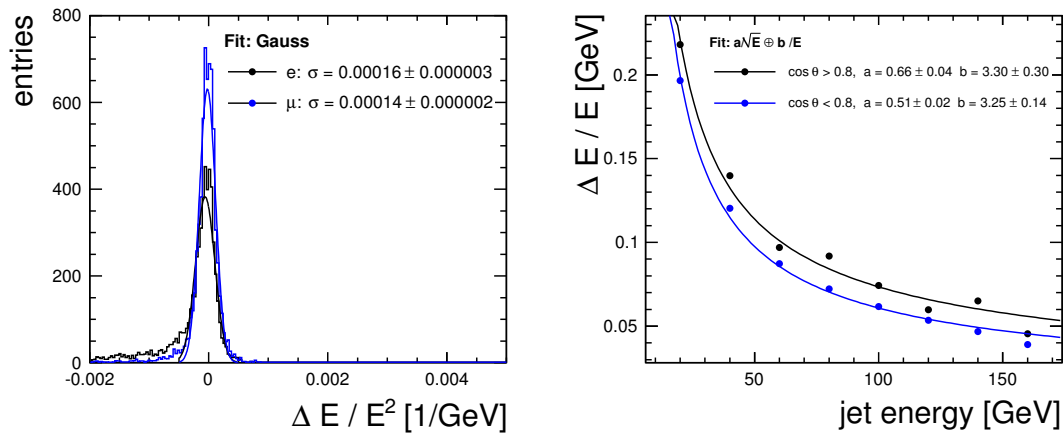 entries
800
600
400
200
0
Fit: Gauss
e: σ = 0.00016 ± 0.000003
μ: σ = 0.00014 ± 0.000002
-0.002
0
0.002
0.004
Δ E / E² [1/GeV]
Δ E / E [GeV]
0.2
0.15
0.1
0.05
Fit: a/√E ⊕ b /E
cos θ > 0.8, a = 0.66 ± 0.04 b = 3.30 ± 0.30
cos θ < 0.8, a = 0.51 ± 0.02 b = 3.25 ± 0.14
50
100
150
jet energy [GeV]